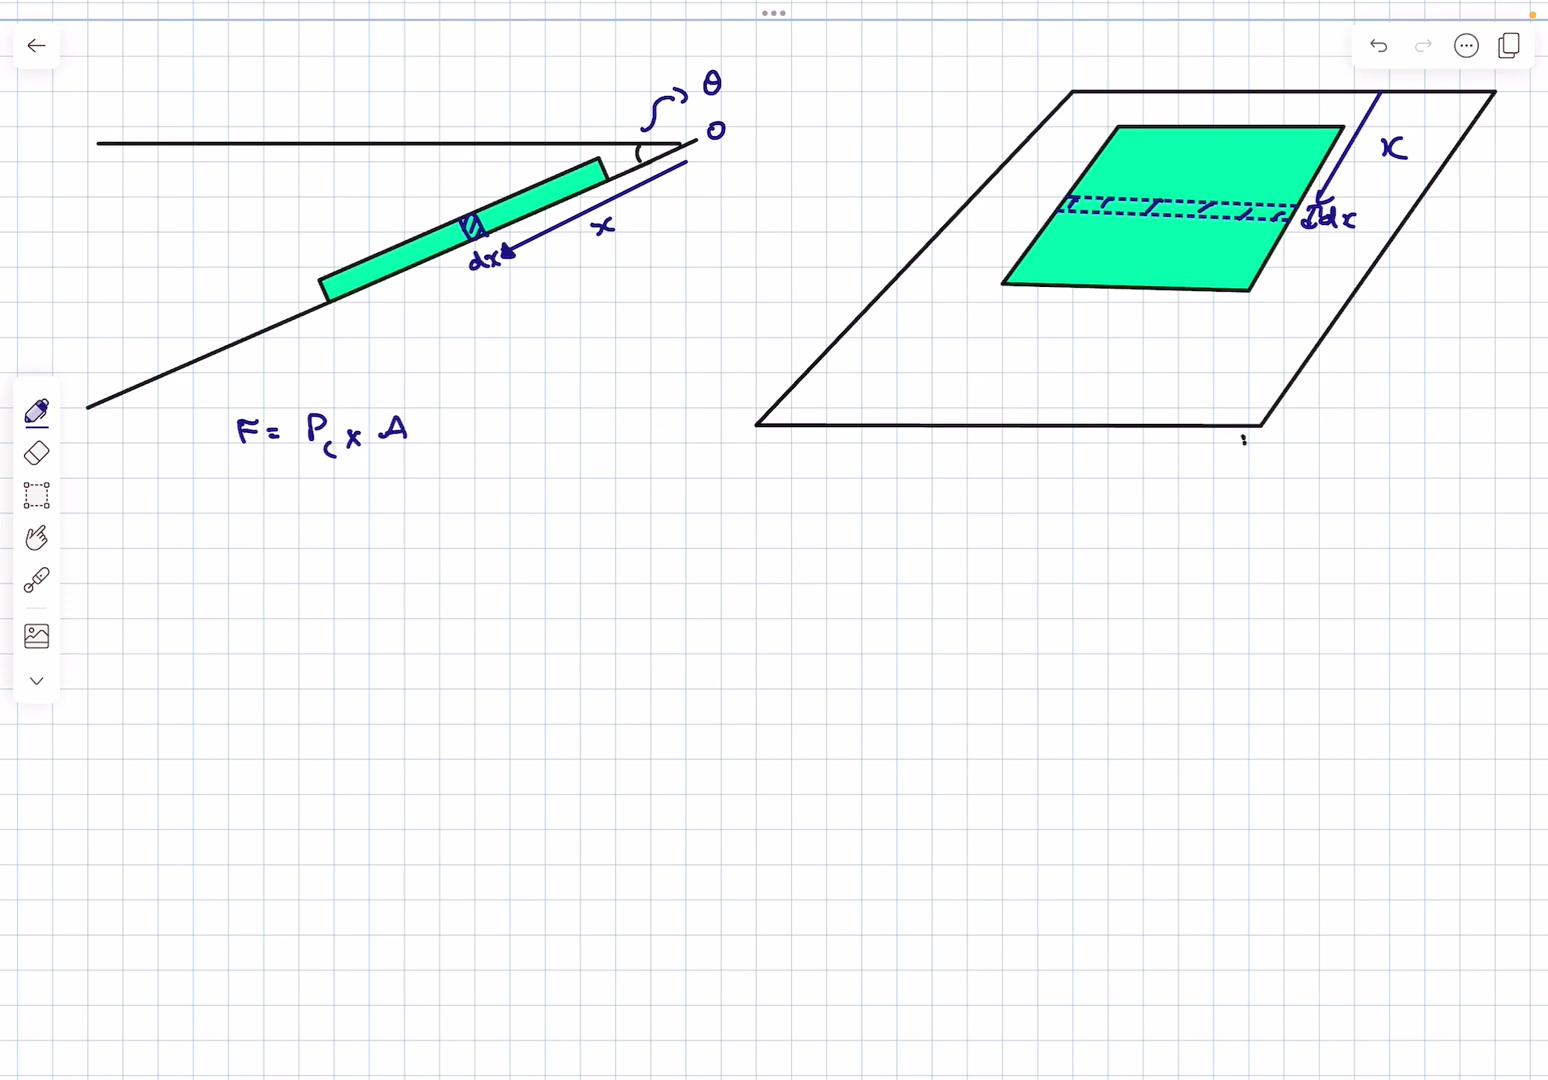 θ
O
x
dx
x
dx
F = P_c x A